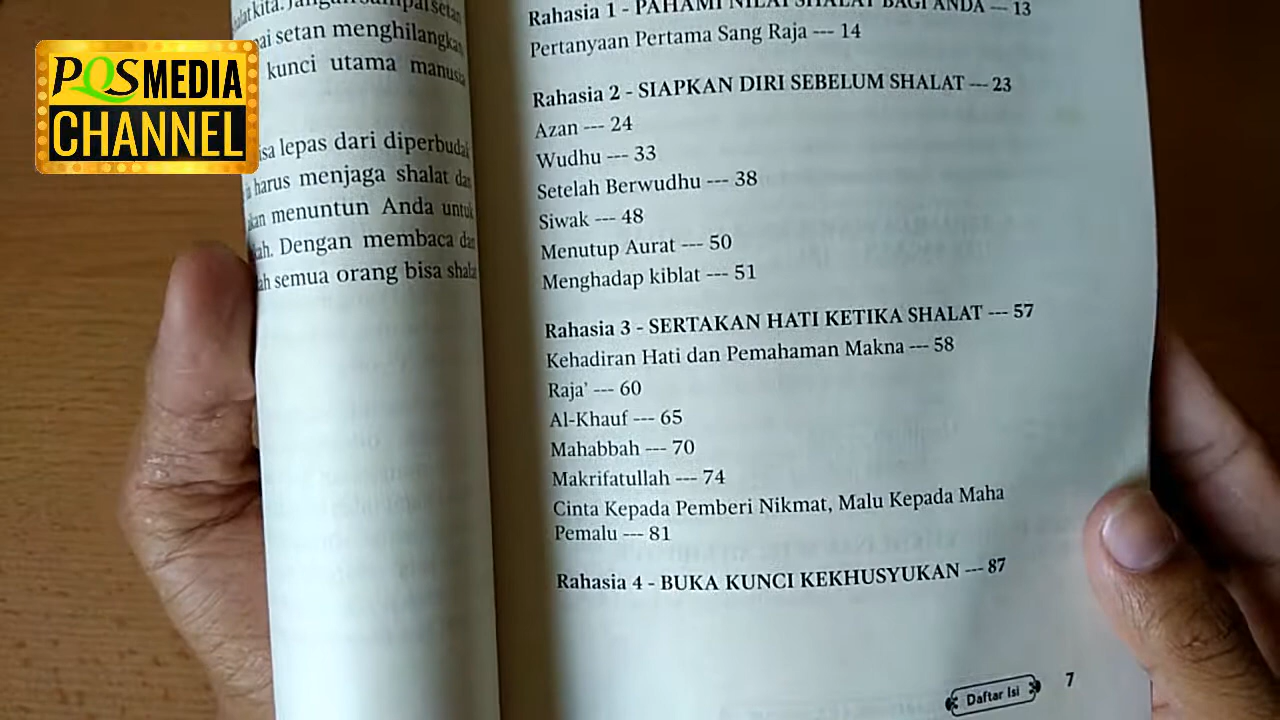 PQSMEDIA
CHANNEL
setan
setan menghilangkan
kunci utama manusia
lepas dari diperbudak
harus menjaga shalat dan
menuntun Anda untuk
Dengan membaca dan
semua orang bisa
Rahasia 1 - PAHAMI NILAI SHALAT BAGI ANDA --- 13
Pertanyaan Pertama Sang Raja --- 14
Rahasia 2 - SIAPKAN DIRI SEBELUM SHALAT --- 23
Azan --- 24
Wudhu --- 33
Setelah Berwudhu --- 38
Siwak --- 48
Menutup Aurat --- 50
Menghadap kiblat --- 51
Rahasia 3 - SERTAKAN HATI KETIKA SHALAT --- 57
Kehadiran Hati dan Pemahaman Makna --- 58
Raja' --- 60
Al-Khauf --- 65
Mahabbah --- 70
Makrifatullah --- 74
Cinta Kepada Pemberi Nikmat, Malu Kepada Maha
Pemalu --- 81
Rahasia 4 - BUKA KUNCI KEKHUSYUKAN --- 87
Daftar Isi 7